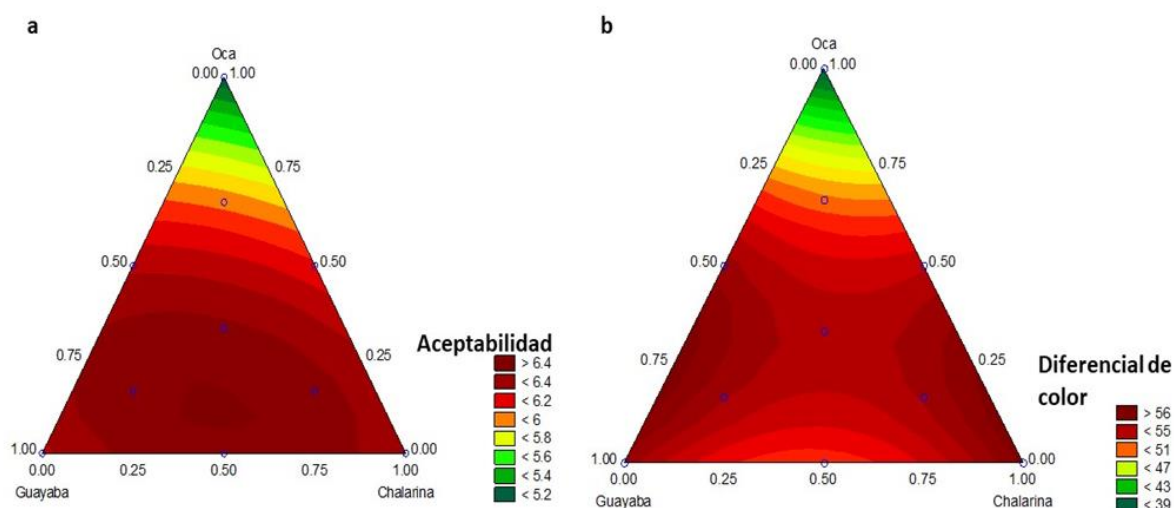 a
Oca
0.00 1.00
0.25 0.75
0.50 0.50
0.75 0.25
1.00 0.00
0.00 0.25 0.50 0.75 1.00
Guayaba Chalarina
Aceptabilidad
> 6.4
< 6.4
< 6.2
< 6
< 5.8
< 5.6
< 5.4
< 5.2
b
Oca
0.00 1.00
0.25 0.75
0.50 0.50
0.75 0.25
1.00 0.00
0.00 0.25 0.50 0.75 1.00
Guayaba Chalarina
Diferencial de
color
> 56
< 55
< 51
< 47
< 43
< 39